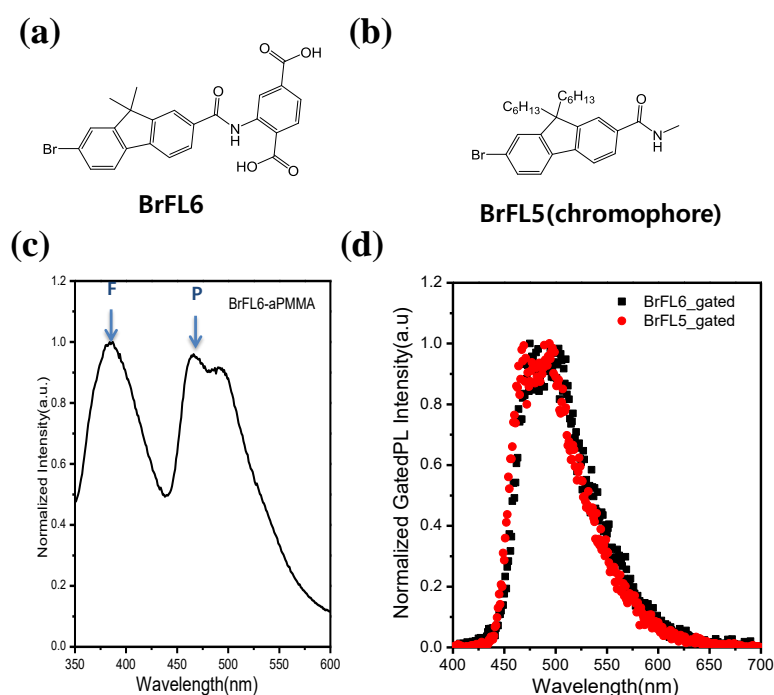 (a)
(b)
O
OH
O
N
H
Br
HO
O
BrFL6
C6H13
C6H13
O
N
H
Br
BrFL5(chromophore)
(c)
(d)
1.2
1.0
0.8
0.6
0.4
0.2
0.0
Normalized Intensity(a.u.)
F
P
BrFL6-aPMMA
350 400 450 500 550 600
Wavelength(nm)
1.2
1.0
0.8
0.6
0.4
0.2
0.0
Normalized GatedPL Intensity(a.u)
BrFL6_gated
BrFL5_gated
400 450 500 550 600 650 700
Wavelength(nm)